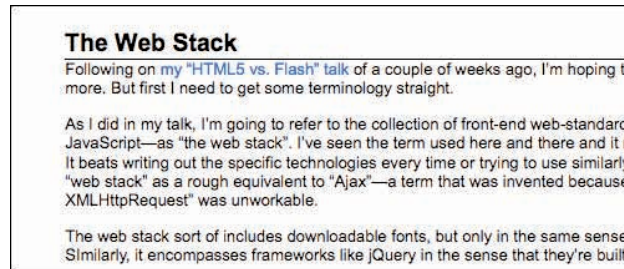 The Web Stack
Following on my “HTML5 vs. Flash” talk of a couple of weeks ago, I’m hoping
more. But first I need to get some terminology straight.
As I did in my talk, I’m going to refer to the collection of front-end
JavaScript—as “the web stack”. I’ve seen the term used here and there and it
It beats writing out the specific technologies every time or trying to use similarly
“web stack” as a rough equivalent to “Ajax”—a term that was invented because
XMLHttpRequest” was unworkable.
The web stack sort of includes downloadable fonts, but only in the same sense
SImilarly, it encompasses frameworks like jQuery in the sense that they’re built